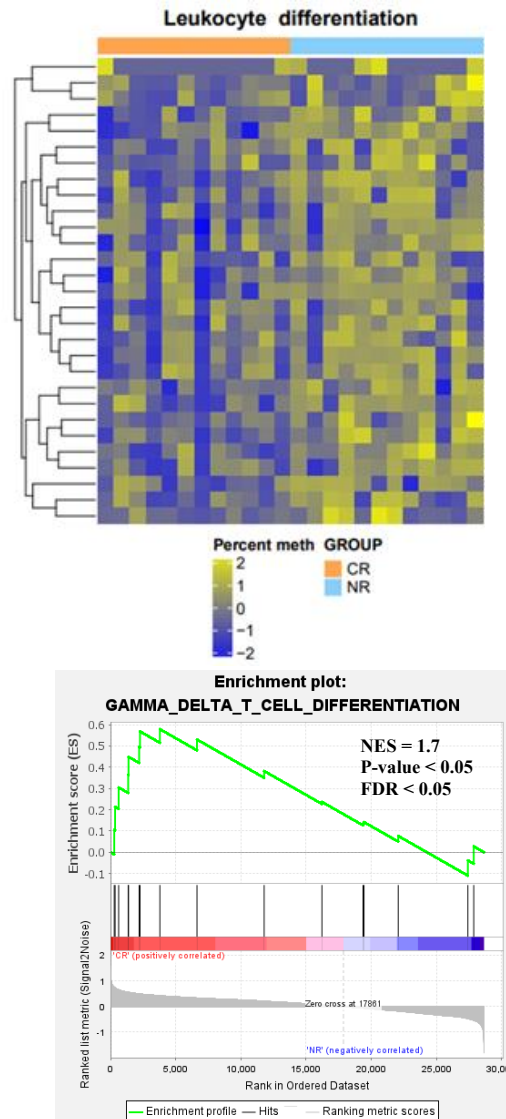 Leukocyte differentiation
Percent meth GROUP
2
1
0
−1
−2
CR
NR
Enrichment plot:
GAMMA_DELTA_T_CELL_DIFFERENTIATION
Enrichment score (ES)
0.6
0.5
0.4
0.3
0.2
0.1
0.0
-0.1
NES = 1.7
P-value < 0.05
FDR < 0.05
Ranked list metric (Signal2Noise)
'CR' (positively correlated)
2
1
0
-1
Zero cross at 17861
'NR' (negatively correlated)
0 5,000 10,000 15,000 20,000 25,000 30,00
Rank in Ordered Dataset
Enrichment profile Hits Ranking metric scores